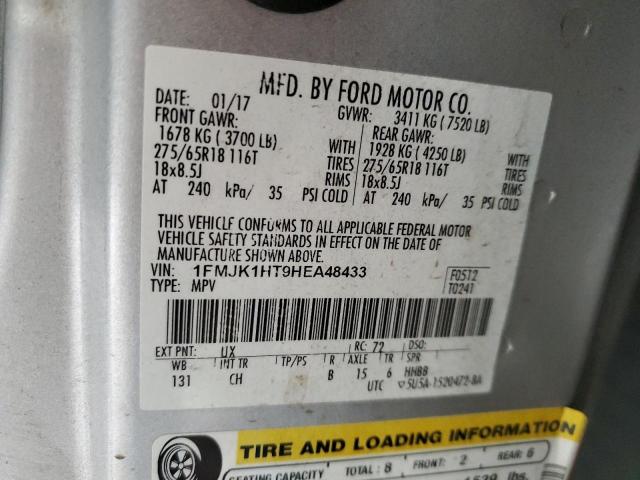 MFD. BY FORD MOTOR CO.
DATE: 01/17 GVWR: 3411 KG ( 7520 LB)
FRONT GAWR: REAR GAWR:
1678 KG ( 3700 LB) WITH 1928 KG ( 4250 LB) WITH
275/65R18 116T TIRES 275/65R18 116T TIRES
18x8.5J RIMS 18x8.5J RIMS
AT 240 kPa/ 35 PSI COLD AT 240 kPa/ 35 PSI COLD
THIS VEHICLE CONFORMS TO ALL APPLICABLE FEDERAL MOTOR
VEHICLE SAFETY STANDARDS IN EFFECT ON THE DATE OF
MANUFACTURE SHOWN ABOVE.
VIN: 1FMJK1HT9HEA48433 F0512
TYPE: MPV T0241
EXT PNT: UX RC: 72 DSO:
WB INT TR TP/PS R AXLE TR SPR
131 CH B 15 6 HHBB
UTC 5U5A-1520472-BA
TIRE AND LOADING INFORMATION
SEATING CAPACITY TOTAL : 8 FRONT: 2 REAR: 6
lbs.